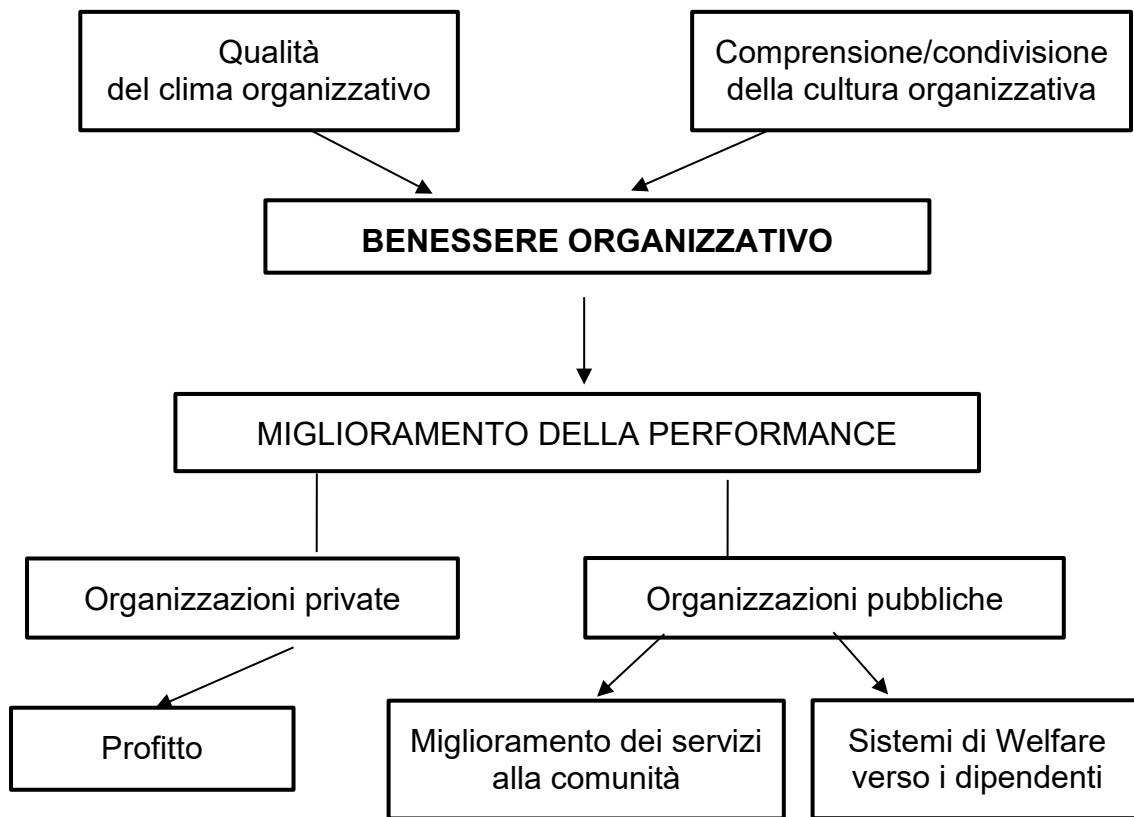 Qualità
del clima organizzativo
Comprensione/condivisione
della cultura organizzativa
BENESSERE ORGANIZZATIVO
MIGLIORAMENTO DELLA PERFORMANCE
Organizzazioni private
Organizzazioni pubbliche
Profitto
Miglioramento dei servizi
alla comunità
Sistemi di Welfare
verso i dipendenti